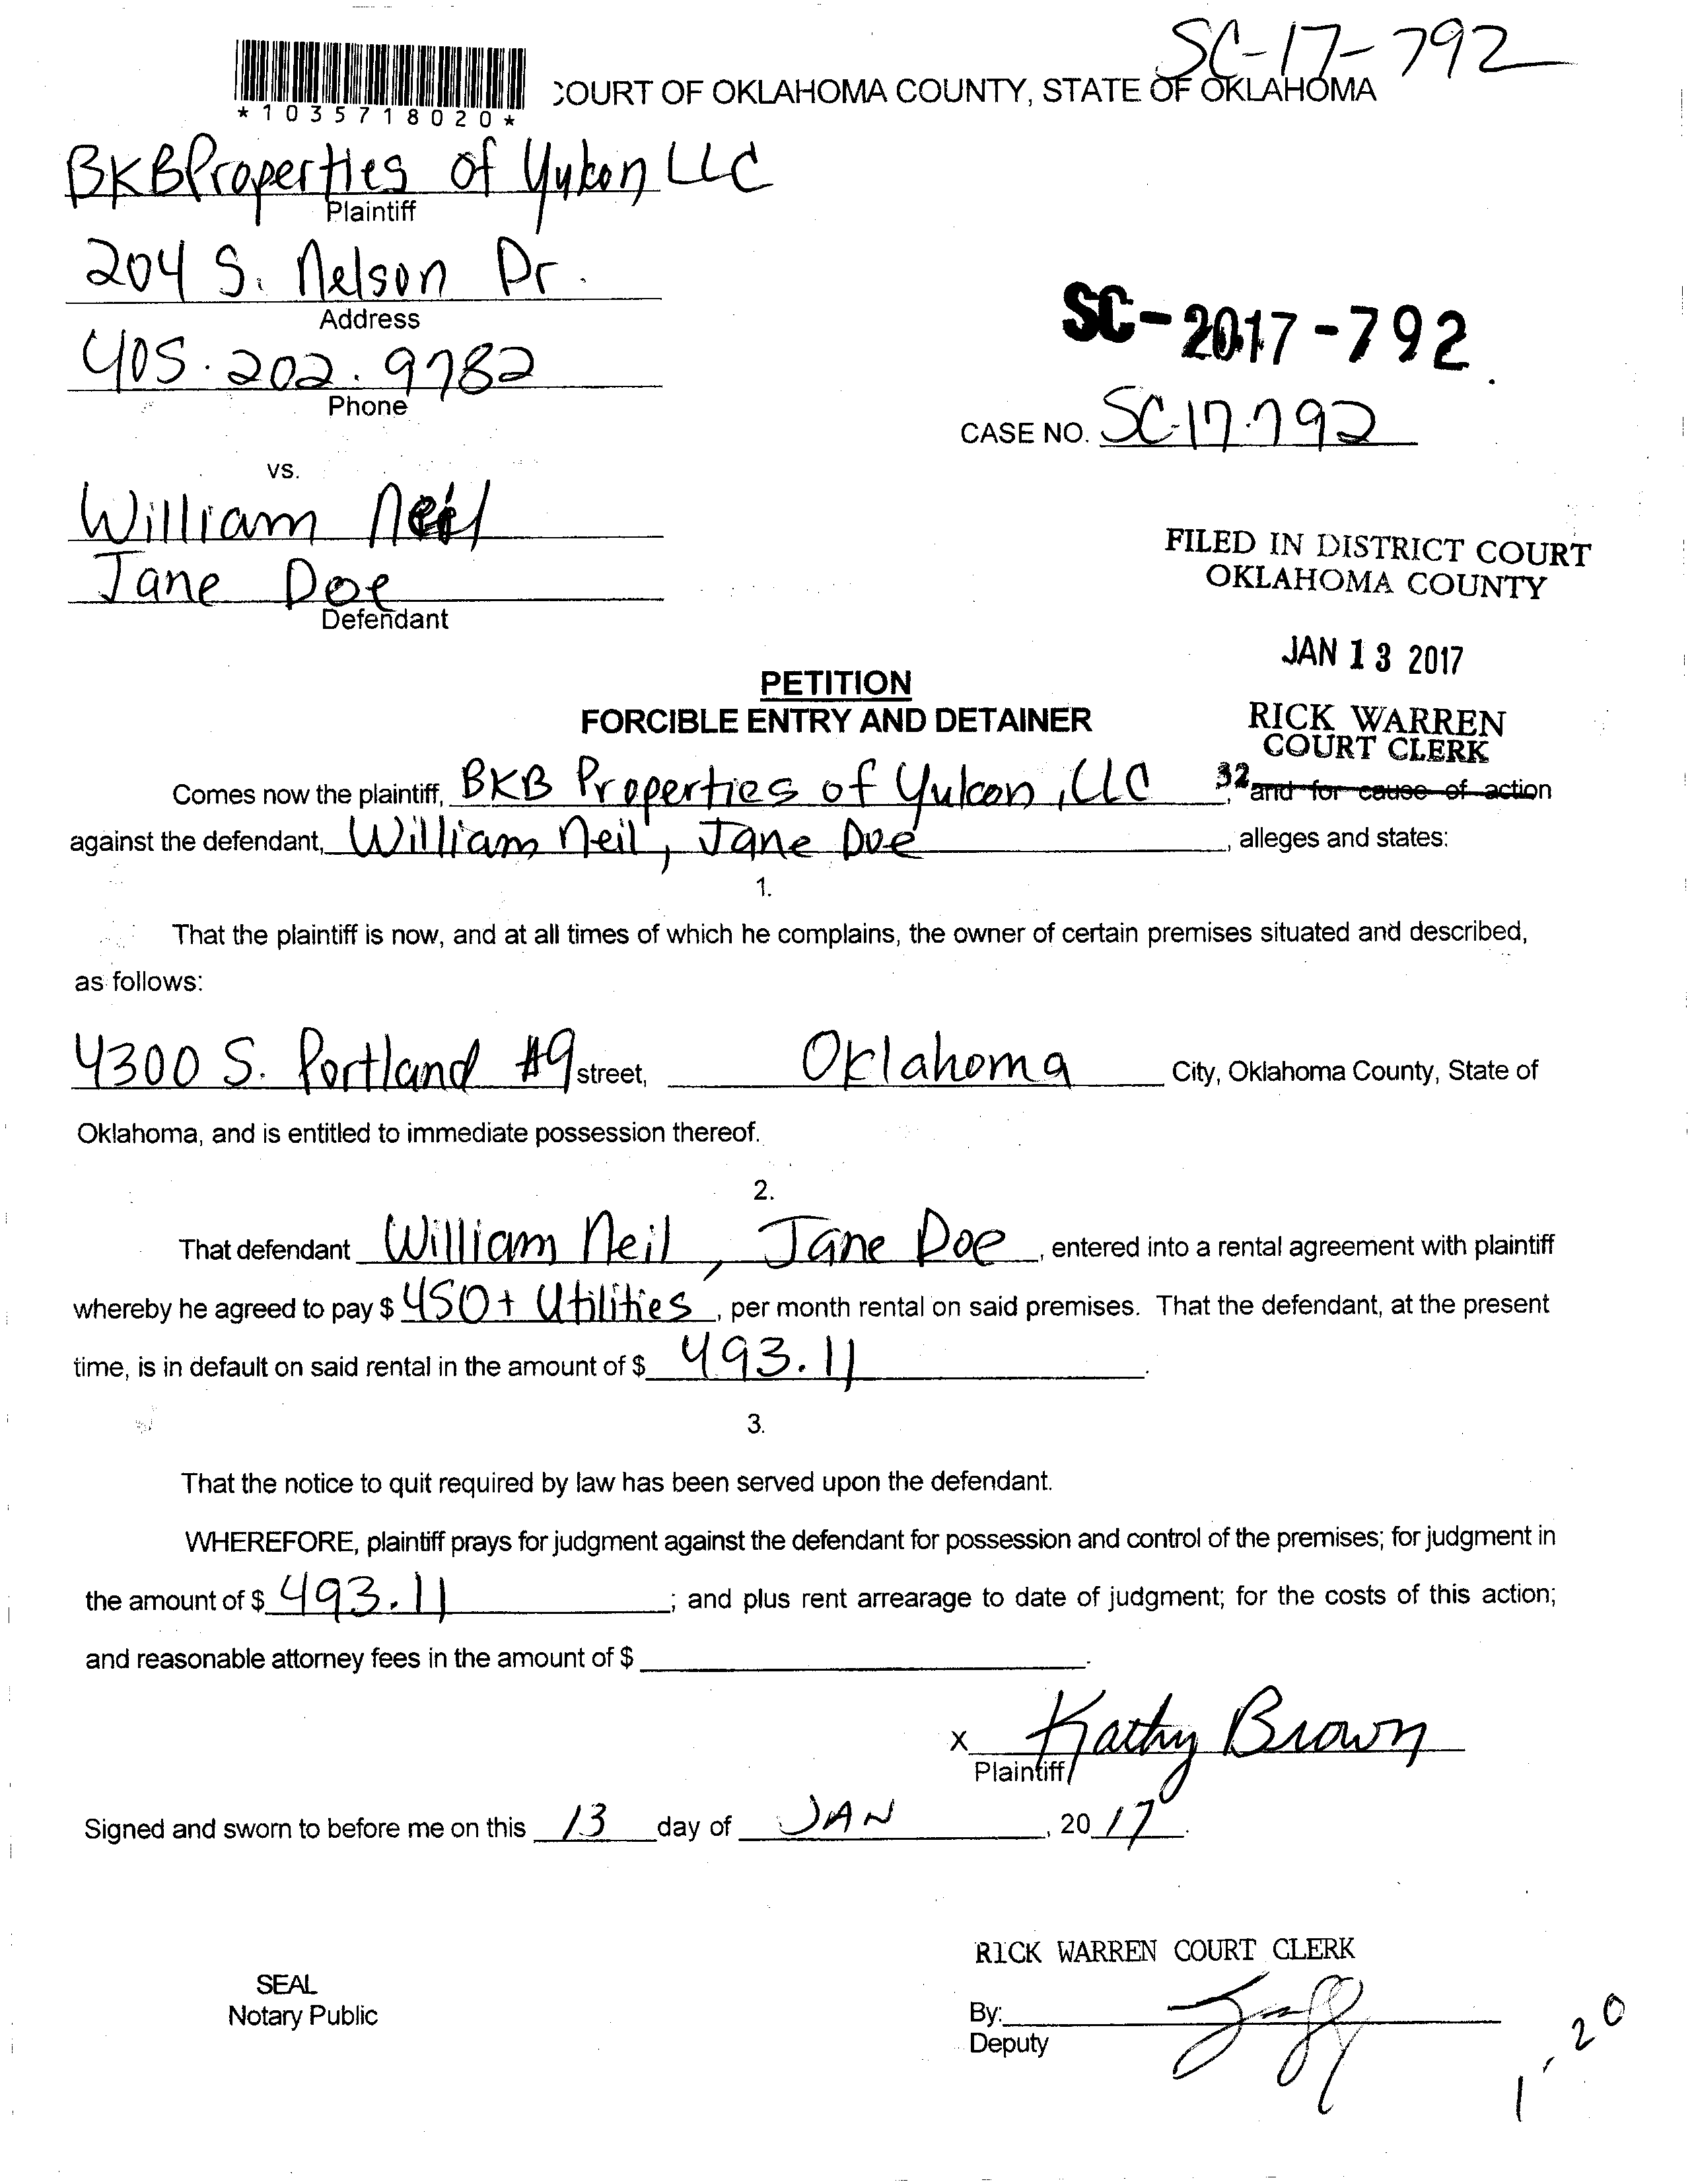 SC-17-792
COURT OF OKLAHOMA COUNTY, STATE OF OKLAHOMA
*1035718020*
BKBProperties of Yukon LLC
Plaintiff
204 S. Nelson Dr.
Address
SC-2017-792
405.202.9782
Phone
CASE NO. SC-17-792
vs.
William Neil
Jane Doe
Defendant
FILED IN DISTRICT COURT
OKLAHOMA COUNTY
JAN 13 2017
RICK WARREN
COURT CLERK
PETITION
FORCIBLE ENTRY AND DETAINER
Comes now the plaintiff, BKB Properties of Yukon, LLC 32 and for cause of action
against the defendant, William Neil, Jane Doe, alleges and states:
1.
That the plaintiff is now, and at all times of which he complains, the owner of certain premises situated and described,
as follows:
4300 S. Portland #9 street, Oklahoma City, Oklahoma County, State of
Oklahoma, and is entitled to immediate possession thereof.
2.
That defendant William Neil, Jane Doe, entered into a rental agreement with plaintiff
whereby he agreed to pay $ 450 + Utilities, per month rental on said premises. That the defendant, at the present
time, is in default on said rental in the amount of $ 493.11.
3.
That the notice to quit required by law has been served upon the defendant.
WHEREFORE, plaintiff prays for judgment against the defendant for possession and control of the premises; for judgment in
the amount of $ 493.11; and plus rent arrearage to date of judgment; for the costs of this action;
and reasonable attorney fees in the amount of $ .
x Kathy Brown
Plaintiff
Signed and sworn to before me on this 13 day of JAN, 20 17.
RICK WARREN COURT CLERK
SEAL
Notary Public
By:
Deputy
1,20